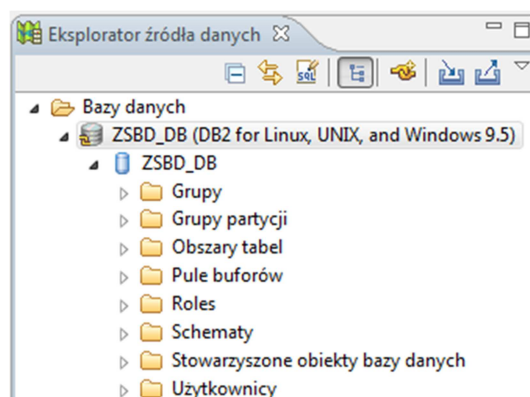 Eksplorator źródła danych
SQL
Bazy danych
ZSBD_DB (DB2 for Linux, UNIX, and Windows 9.5)
ZSBD_DB
Grupy
Grupy partycji
Obszary tabel
Pule buforów
Roles
Schematy
Stowarzyszone obiekty bazy danych
Użytkownicy